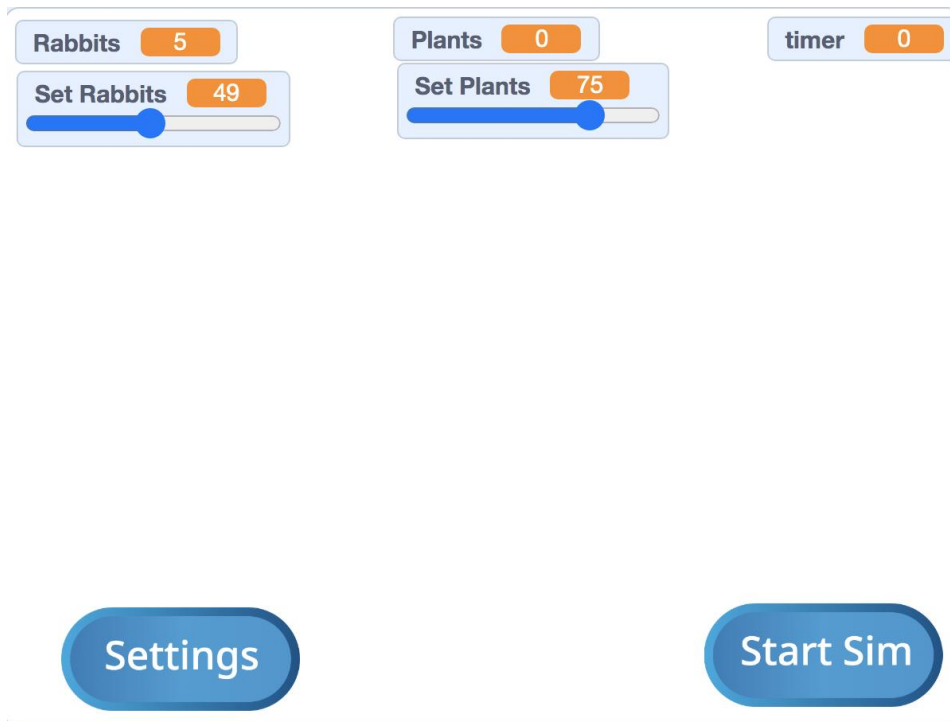 Rabbits 5
Plants 0
timer 0
Set Rabbits 49
Set Plants 75
Settings
Start Sim